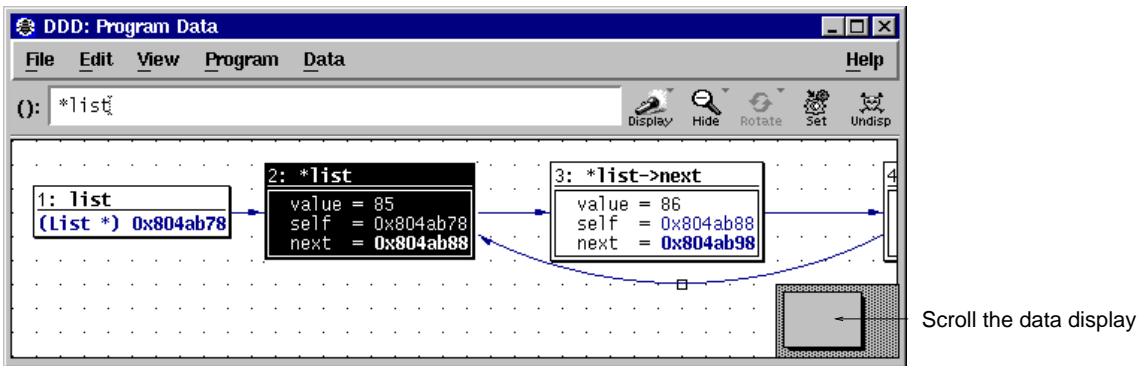 DDD: Program Data
File Edit View Program Data Help
(): *list
Display Hide Rotate Set Undisp
1: list
(List *) 0x804ab78
2: *list
value = 85
self = 0x804ab78
next = 0x804ab88
3: *list->next
value = 86
self = 0x804ab88
next = 0x804ab98
4
Scroll the data display